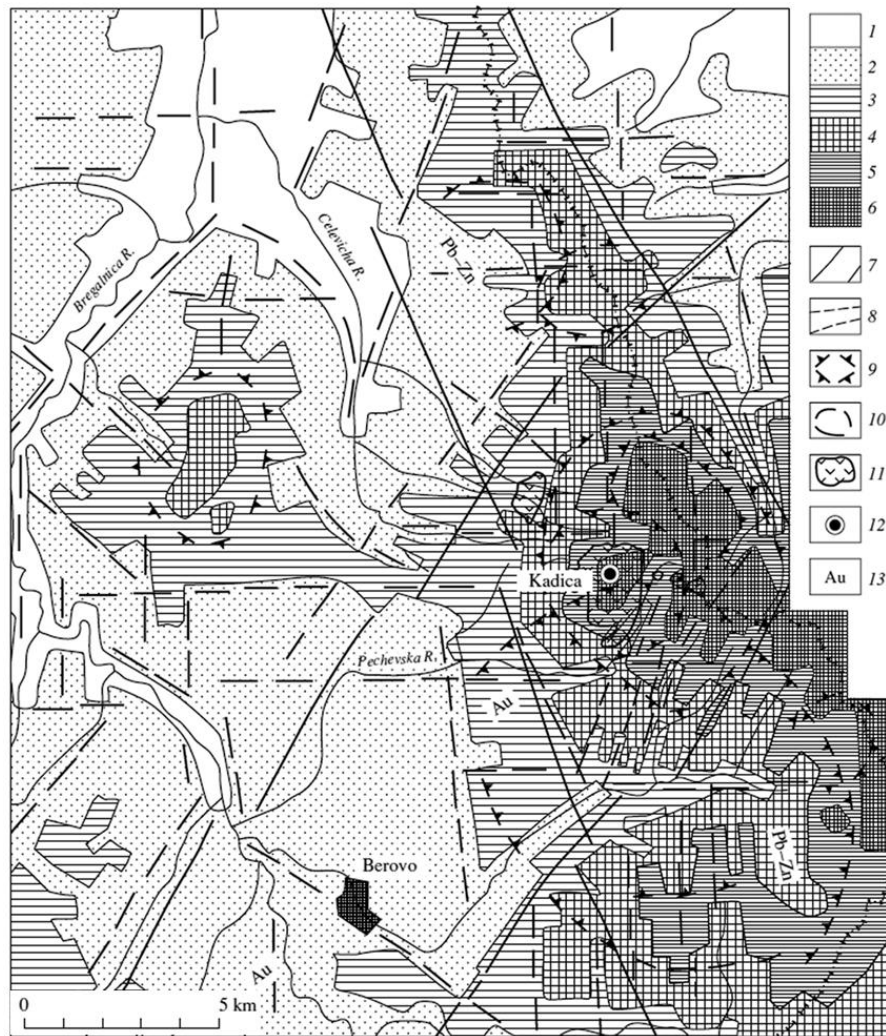 1
2
3
4
5
6
7
8
9
10
11
12
Au 13
Celevicha R.
Bregalnica R.
Pb–Zn
Kadica
Pechevska R.
Au
Berovo
Pb–Zn
Au
0 5 km